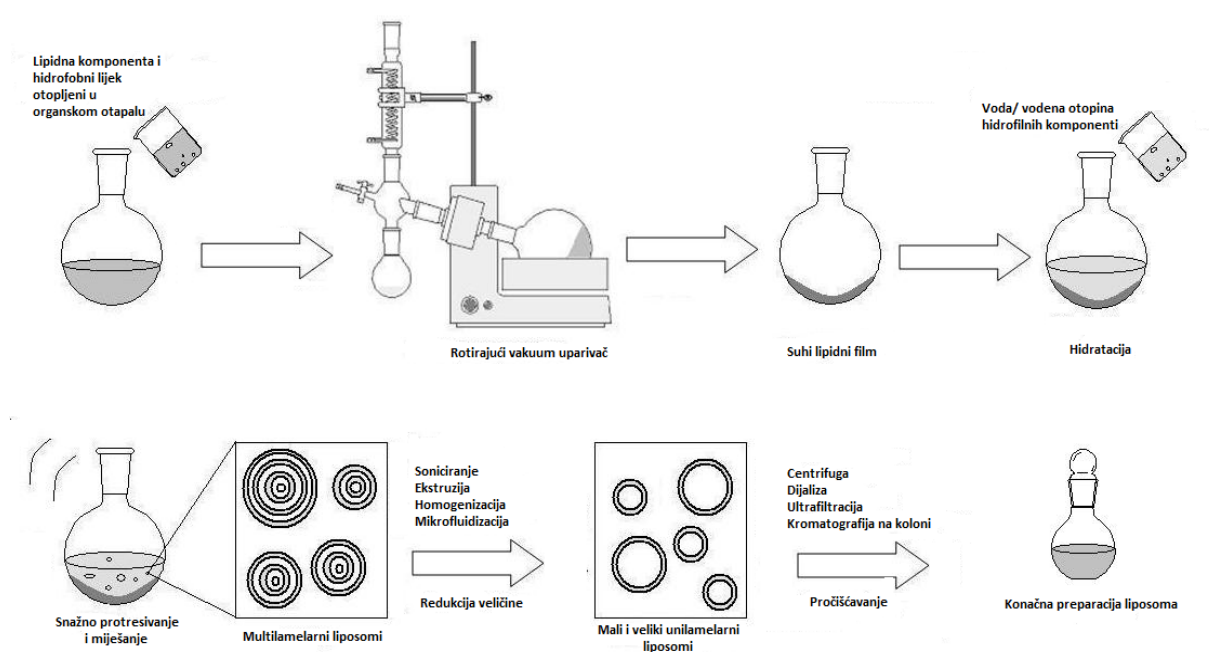 Lipidna komponenta i
hidrofobni lijek
otopljeni u
organskom otapalu
Voda/ vodena otopina
hidrofilnih komponenti
Rotirajući vakuum uparivač
Suhi lipidni film
Hidratacija
Snažno protresivanje
i miješanje
Multilamelarni liposomi
Soniciranje
Ekstruzija
Homogenizacija
Mikrofluidizacija
Redukcija veličine
Mali i veliki unilamelarni
liposomi
Centrifuga
Dijaliza
Ultrafiltracija
Kromatografija na koloni
Pročišćavanje
Konačna preparacija liposoma